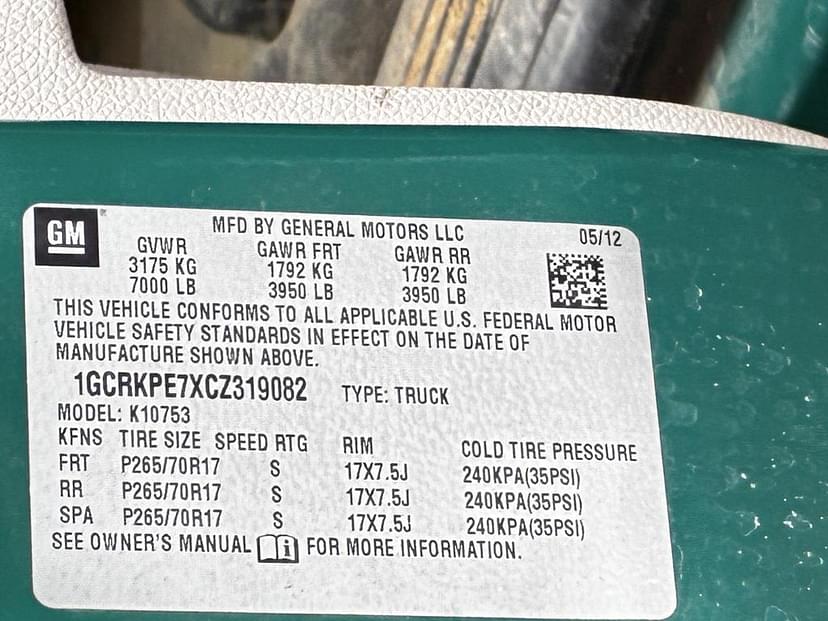 GM
MFD BY GENERAL MOTORS LLC 05/12
GVWR GAWR FRT GAWR RR
3175 KG 1792 KG 1792 KG
7000 LB 3950 LB 3950 LB
THIS VEHICLE CONFORMS TO ALL APPLICABLE U.S. FEDERAL MOTOR
VEHICLE SAFETY STANDARDS IN EFFECT ON THE DATE OF
MANUFACTURE SHOWN ABOVE.
1GCRKPE7XCZ319082 TYPE: TRUCK
MODEL: K10753
KFNS TIRE SIZE SPEED RTG RIM COLD TIRE PRESSURE
FRT P265/70R17 S 17X7.5J 240KPA(35PSI)
RR P265/70R17 S 17X7.5J 240KPA(35PSI)
SPA P265/70R17 S 17X7.5J 240KPA(35PSI)
SEE OWNER'S MANUAL i FOR MORE INFORMATION.